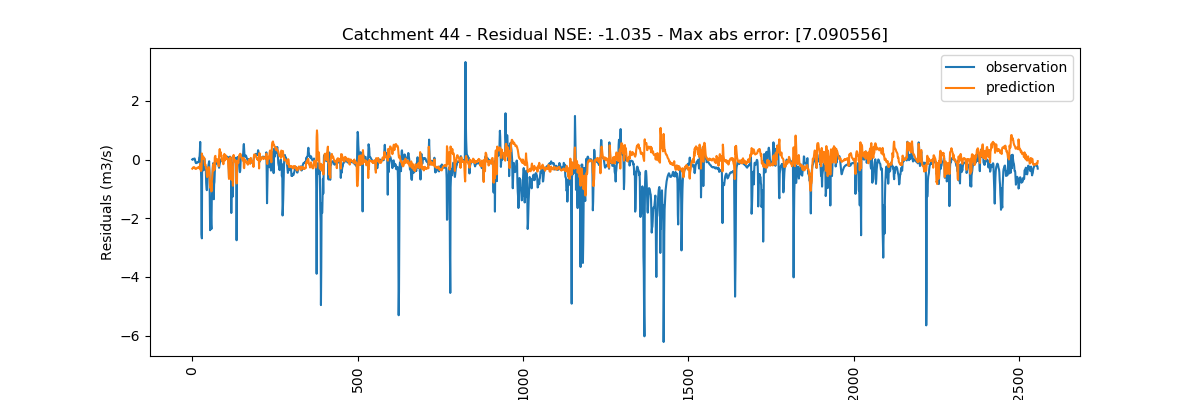 Catchment 44 - Residual NSE: -1.035 - Max abs error: [7.090556]
observation
prediction
Residuals (m3/s)
2
0
−2
−4
−6
0
500
1000
1500
2000
2500